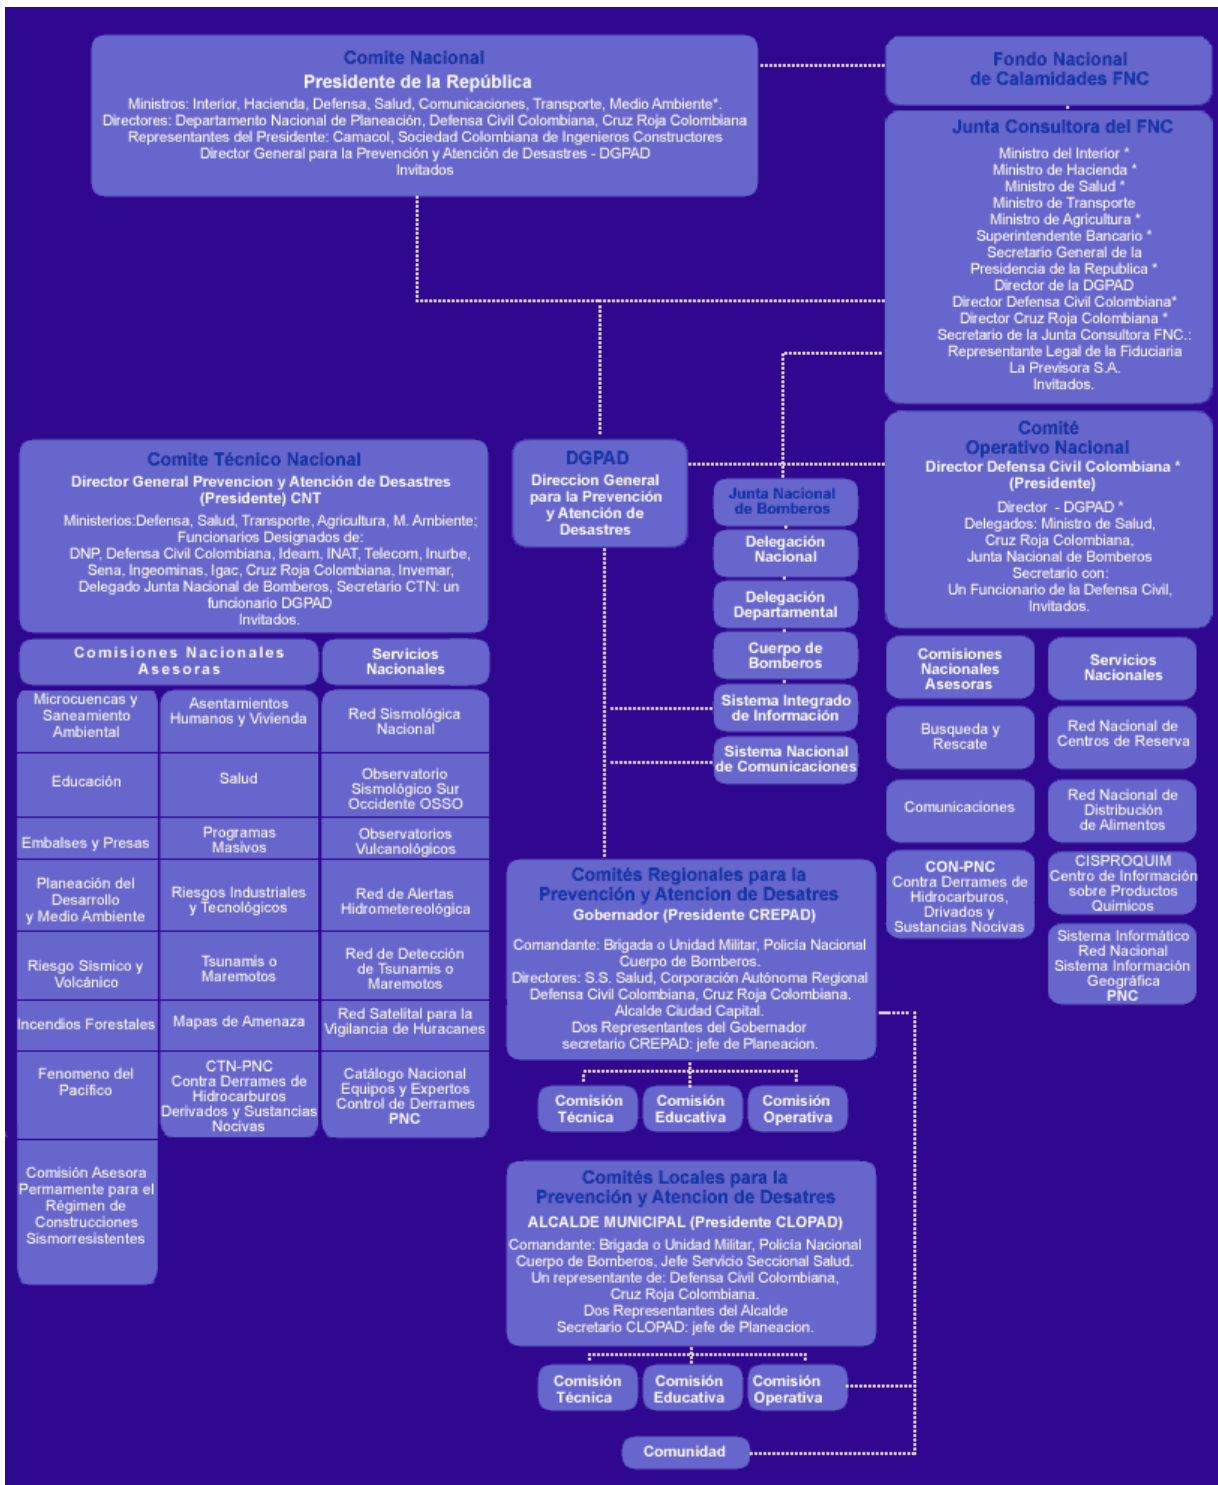 Comite Nacional
Presidente de la República
Ministros: Interior, Hacienda, Defensa, Salud, Comunicaciones, Transporte, Medio Ambiente*.
Directores: Departamento Nacional de Planeación, Defensa Civil Colombiana, Cruz Roja Colombiana
Representantes del Presidente: Camacol, Sociedad Colombiana de Ingenieros Constructores
Director General para la Prevención y Atención de Desastres - DGPAD
Invitados
Fondo Nacional
de Calamidades FNC
Junta Consultora del FNC
Ministro del Interior *
Ministro de Hacienda *
Ministro de Salud *
Ministro de Transporte
Ministro de Agricultura *
Superintendente Bancario *
Secretario General de la
Presidencia de la Republica *
Director de la DGPAD
Director Defensa Civil Colombiana*
Director Cruz Roja Colombiana *
Secretario de la Junta Consultora FNC.:
Representante Legal de la Fiduciaria
La Previsora S.A.
Invitados.
Comité
Operativo Nacional
Director Defensa Civil Colombiana *
(Presidente)
Director - DGPAD *
Delegados: Ministro de Salud,
Cruz Roja Colombiana,
Junta Nacional de Bomberos
Secretario con:
Un Funcionario de la Defensa Civil,
Invitados.
Comite Técnico Nacional
Director General Prevencion y Atención de Desastres
(Presidente) CNT
Ministerios:Defensa, Salud, Transporte, Agricultura, M. Ambiente;
Funcionarios Designados de:
DNP, Defensa Civil Colombiana, Ideam, INAT, Telecom, Inurbe,
Sena, Ingeominas, Igac, Cruz Roja Colombiana, Invemar,
Delegado Junta Nacional de Bomberos, Secretario CTN: un
funcionario DGPAD
Invitados.
DGPAD
Direccion General
para la Prevención
y Atención de
Desastres
Junta Nacional
de Bomberos
Delegación
Nacional
Delegación
Departamental
Cuerpo de
Bomberos
Sistema Integrado
de Información
Sistema Nacional
de Comunicaciones
Comisiones Nacionales
Asesoras
Servicios
Nacionales
Microcuencas y
Saneamiento
Ambiental
Asentamientos
Humanos y Vivienda
Red Sismológica
Nacional
Educación
Salud
Observatorio
Sismológico Sur
Occidente OSSO
Embalses y Presas
Programas
Masivos
Observatorios
Vulcanológicos
Planeación del
Desarrollo
y Medio Ambiente
Riesgos Industriales
y Tecnológicos
Red de Alertas
Hidrometereológica
Riesgo Sísmico y
Volcánico
Tsunamis o
Maremotos
Red de Detección
de Tsunamis o
Maremotos
Incendios Forestales
Mapas de Amenaza
Red Satelital para la
Vigilancia de Huracanes
Fenomeno del
Pacífico
CTN-PNC
Contra Derrames de
Hidrocarburos
Derivados y Sustancias
Nocivas
Catálogo Nacional
Equipos y Expertos
Control de Derrames
PNC
Comisión Asesora
Permamente para el
Régimen de
Construcciones
Sismorresistentes
Comisiones
Nacionales
Asesoras
Servicios
Nacionales
Busqueda y
Rescate
Red Nacional de
Centros de Reserva
Comunicaciones
Red Nacional de
Distribución
de Alimentos
CON-PNC
Contra Derrames de
Hidrocarburos,
Drivados y
Sustancias Nocivas
CISPROQUIM
Centro de Información
sobre Productos
Quimicos
Sistema Informático
Red Nacional
Sistema Información
Geográfica
PNC
Comités Regionales para la
Prevención y Atencion de Desatres
Gobernador (Presidente CREPAD)
Comandante: Brigada o Unidad Militar, Policía Nacional
Cuerpo de Bomberos.
Directores: S.S. Salud, Corporación Autónoma Regional
Defensa Civil Colombiana, Cruz Roja Colombiana.
Alcalde Ciudad Capital.
Dos Representantes del Gobernador
secretario CREPAD: jefe de Planeacion.
Comisión
Técnica
Comisión
Educativa
Comisión
Operativa
Comités Locales para la
Prevención y Atencion de Desatres
ALCALDE MUNICIPAL (Presidente CLOPAD)
Comandante: Brigada o Unidad Militar, Policía Nacional
Cuerpo de Bomberos, Jefe Servicio Seccional Salud.
Un representante de: Defensa Civil Colombiana,
Cruz Roja Colombiana.
Dos Representantes del Alcalde
Secretario CLOPAD: jefe de Planeacion.
Comisión
Técnica
Comisión
Educativa
Comisión
Operativa
Comunidad